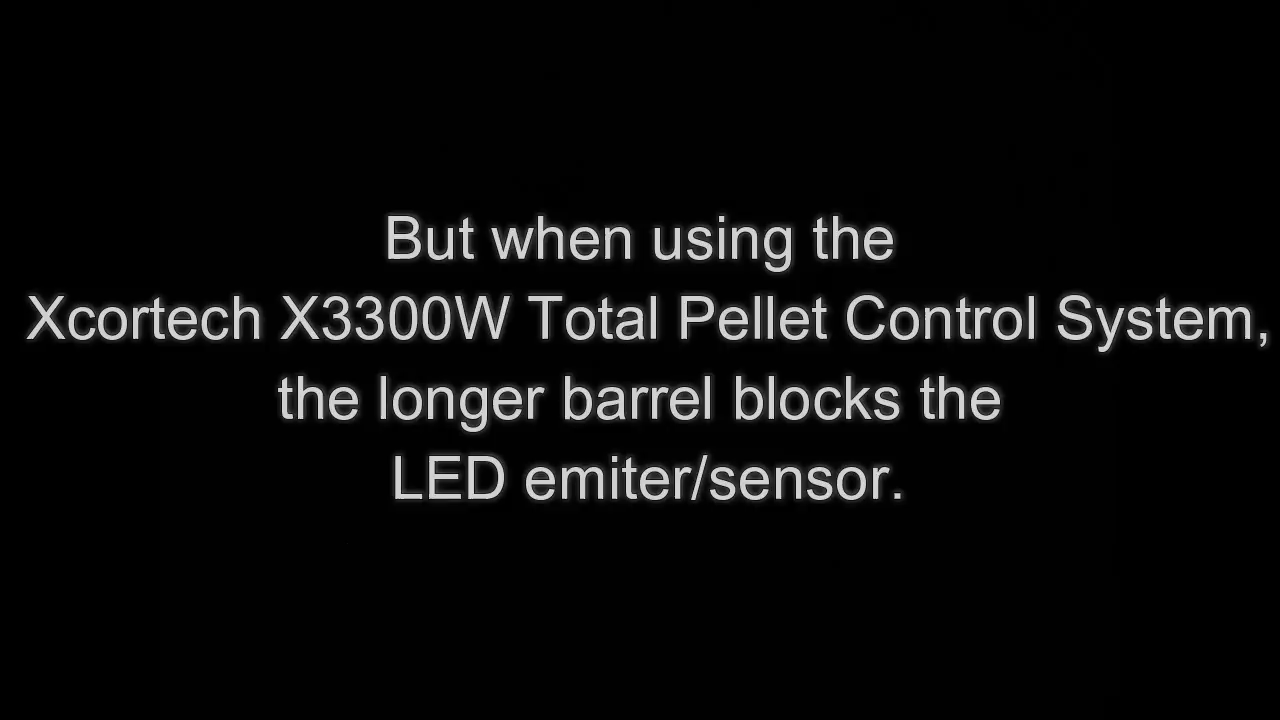 But when using the
Xcortech X3300W Total Pellet Control System,
the longer barrel blocks the
LED emiter/sensor.